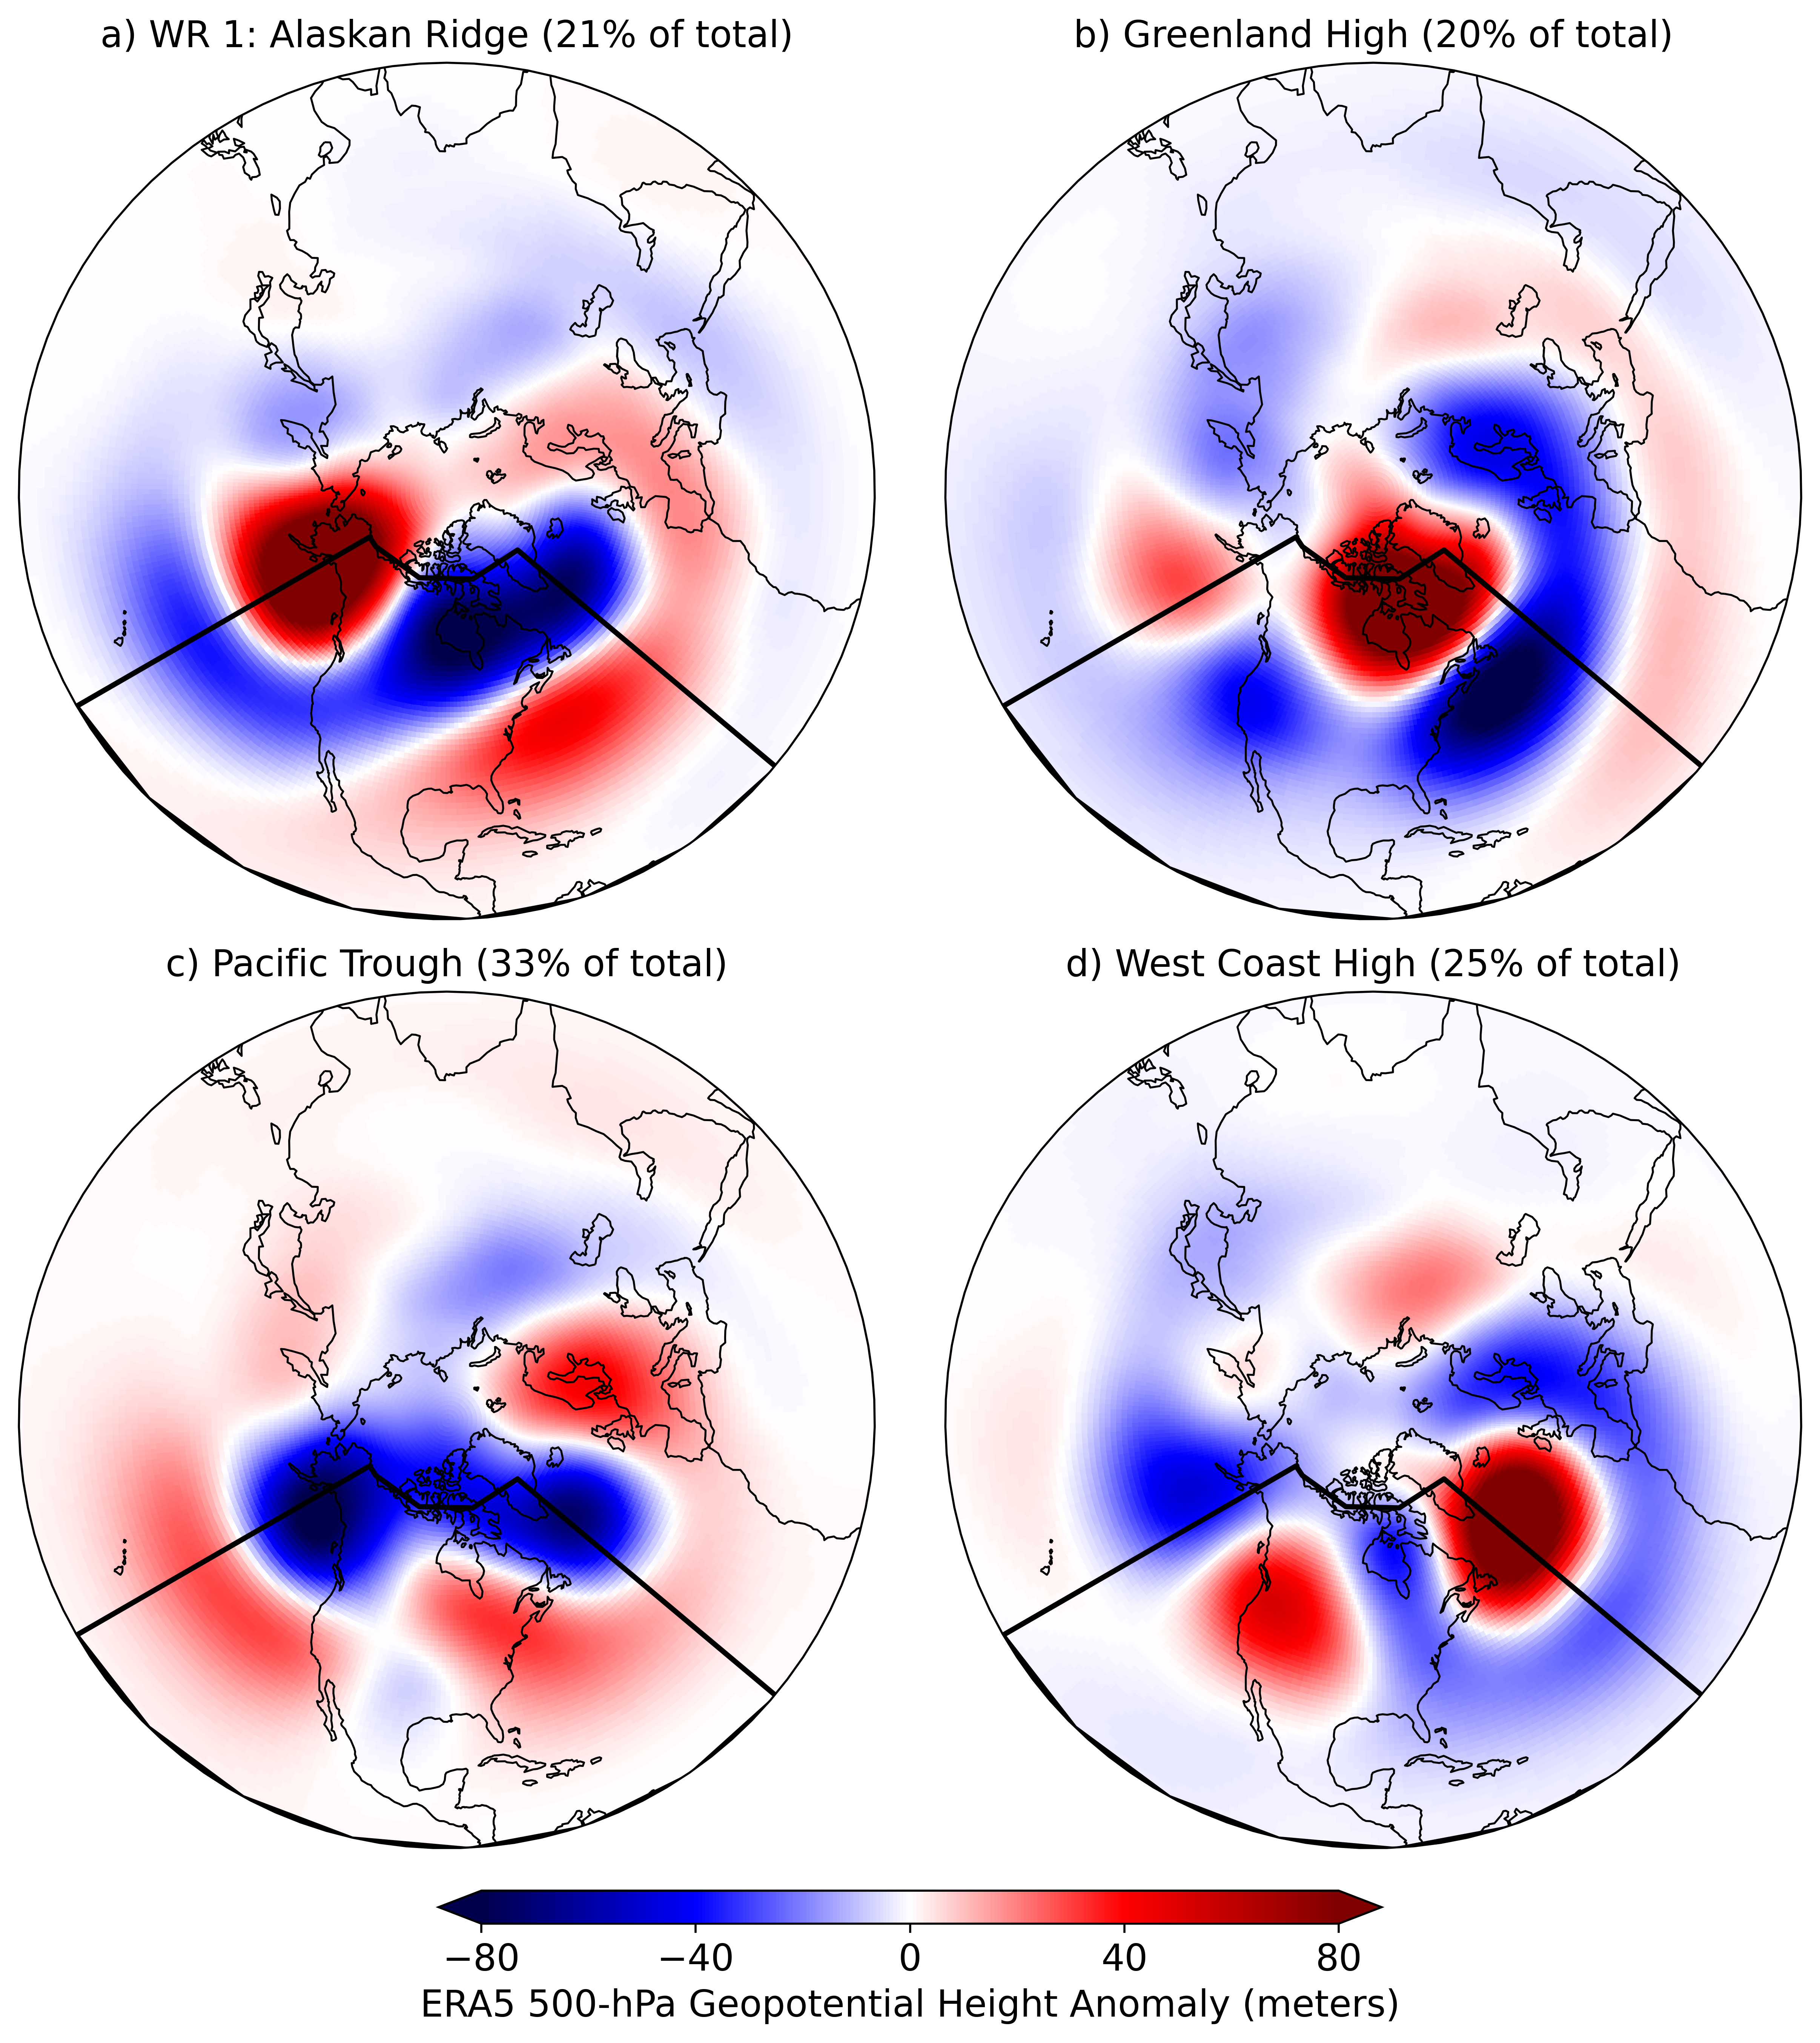 a) WR 1: Alaskan Ridge (21% of total)
b) Greenland High (20% of total)
c) Pacific Trough (33% of total)
d) West Coast High (25% of total)
−80 −40 0 40 80
ERA5 500-hPa Geopotential Height Anomaly (meters)